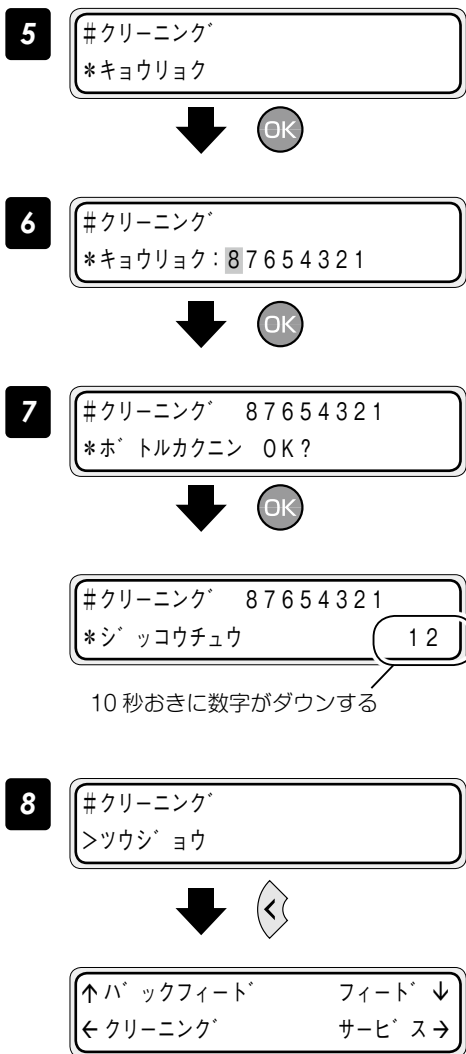 5
#クリーニング
*キョウリョク
OK
6
#クリーニング
*キョウリョク:87654321
OK
7
#クリーニング 87654321
*ボトルカクニン OK?
OK
#クリーニング 87654321
*ジッコウチュウ 12
10 秒おきに数字がダウンする
8
#クリーニング
>ツウジョウ
<
↑バックフィード フィード↓
←クリーニング サービス→